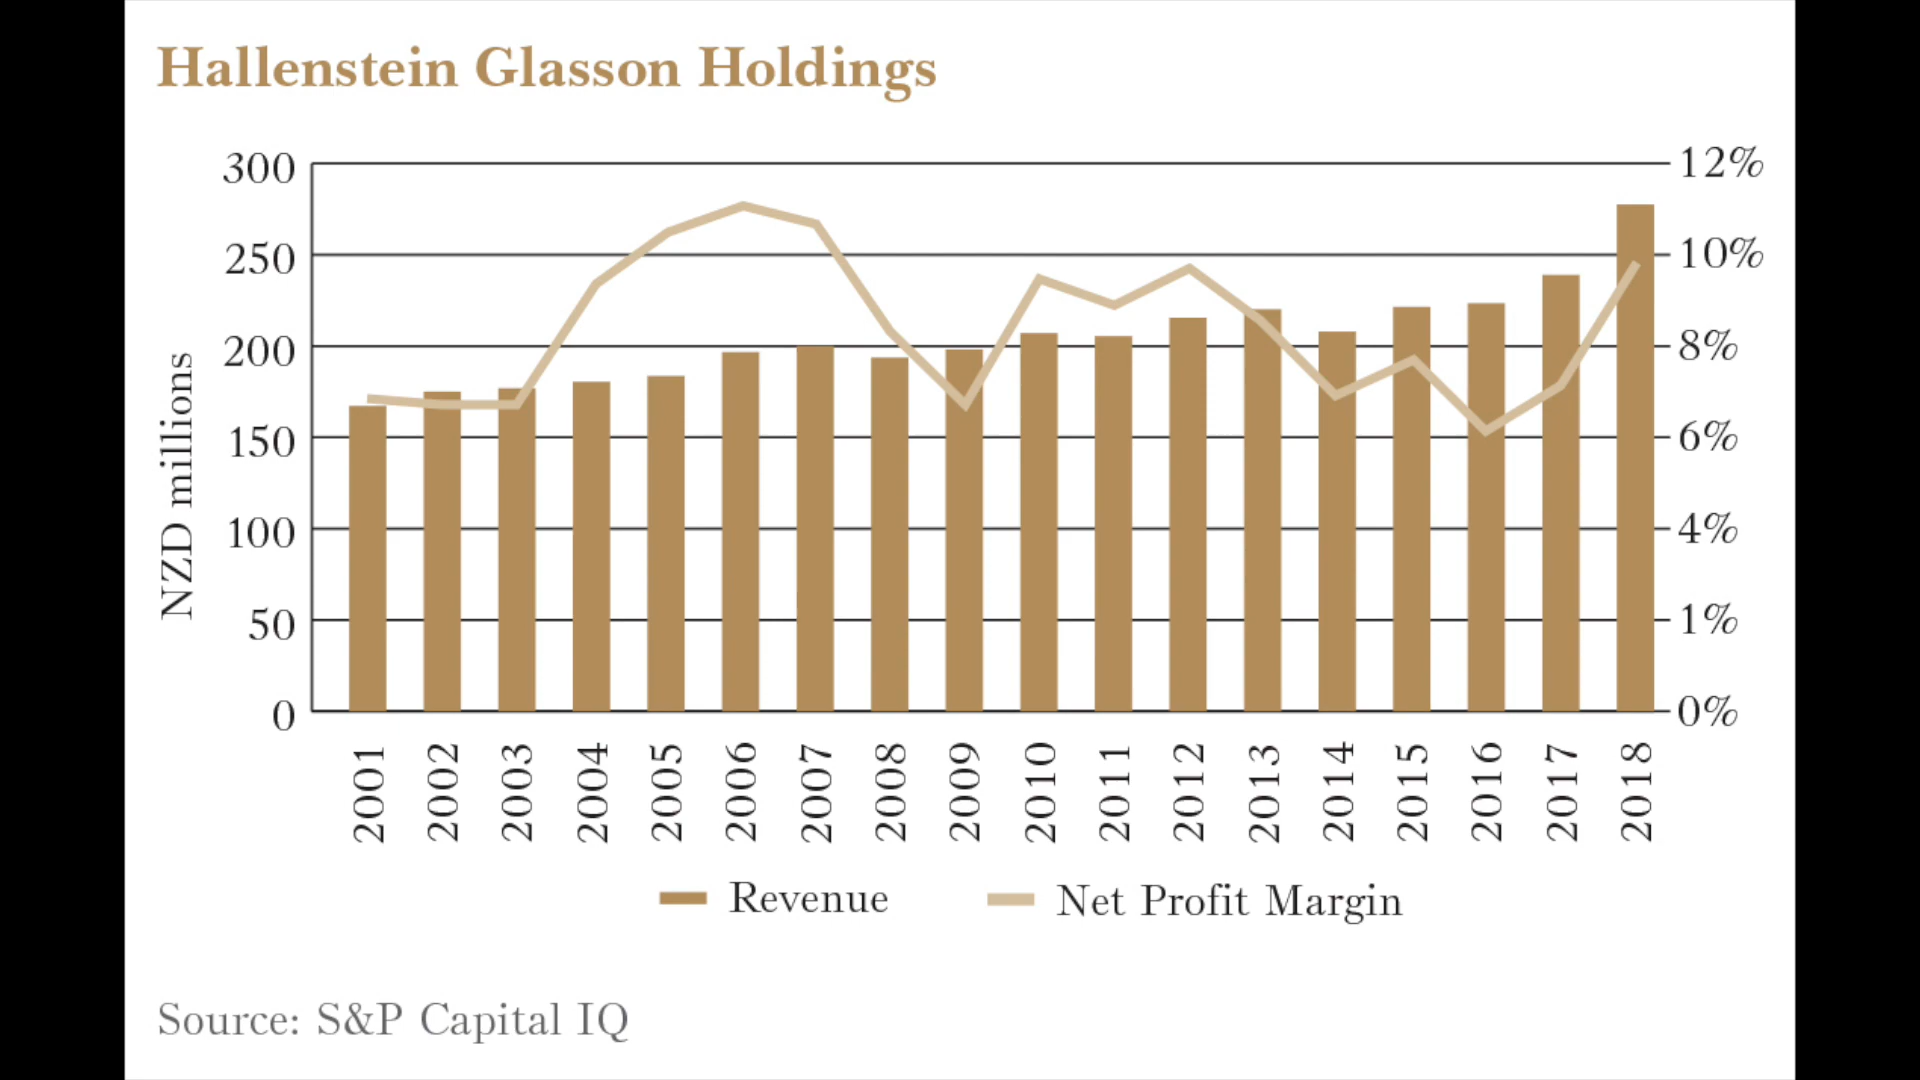 Hallenstein Glasson Holdings
300
250
200
150
100
50
0
NZD millions
12%
10%
8%
6%
4%
1%
0%
2001 2002 2003 2004 2005 2006 2007 2008 2009 2010 2011 2012 2013 2014 2015 2016 2017 2018
Revenue Net Profit Margin
Source: S&P Capital IQ